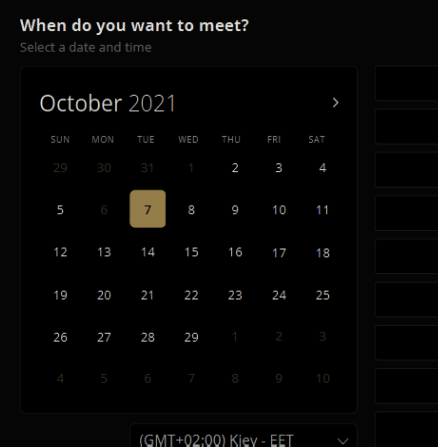 When do you want to meet?
Select a date and time
October 2021
SUN MON TUE WED THU FRI SAT
29 30 31 1 2 3 4
5 6 7 8 9 10 11
12 13 14 15 16 17 18
19 20 21 22 23 24 25
26 27 28 29 1 2 3
4 5 6 7 8 9 10
(GMT+02:00) Kiev - EET